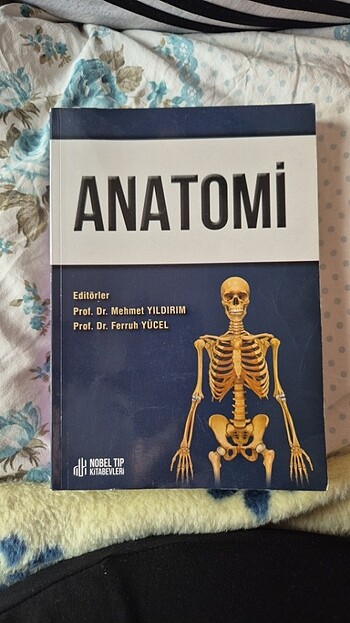 ANATOMİ
Editörler
Prof. Dr. Mehmet YILDIRIM
Prof. Dr. Ferruh YÜCEL
NOBEL TIP
KİTABEVLERİ